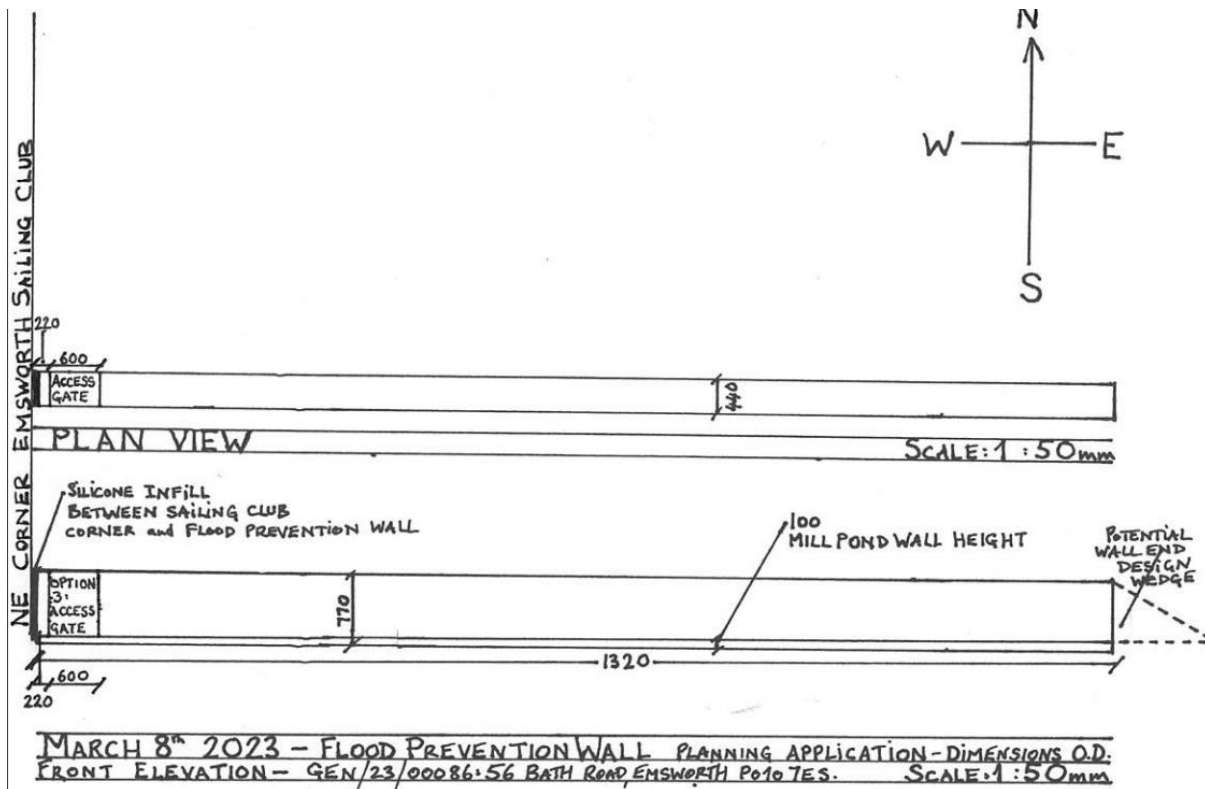 N
W E
S
NE CORNER EMSWORTH SAILING CLUB
220
600
ACCESS
GATE
440
PLAN VIEW SCALE: 1 : 50mm
SILICONE INFILL
BETWEEN SAILING CLUB
CORNER and FLOOD PREVENTION WALL
100
MILL POND WALL HEIGHT
POTENTIAL
WALL END
DESIGN
WEDGE
OPTION
'3'
ACCESS
GATE
770
1320
600
220
MARCH 8th 2023 - FLOOD PREVENTION WALL PLANNING APPLICATION - DIMENSIONS O.D.
FRONT ELEVATION - GEN/23/00086:56 BATH ROAD, EMSWORTH PO10 7ES. SCALE: 1 : 50mm